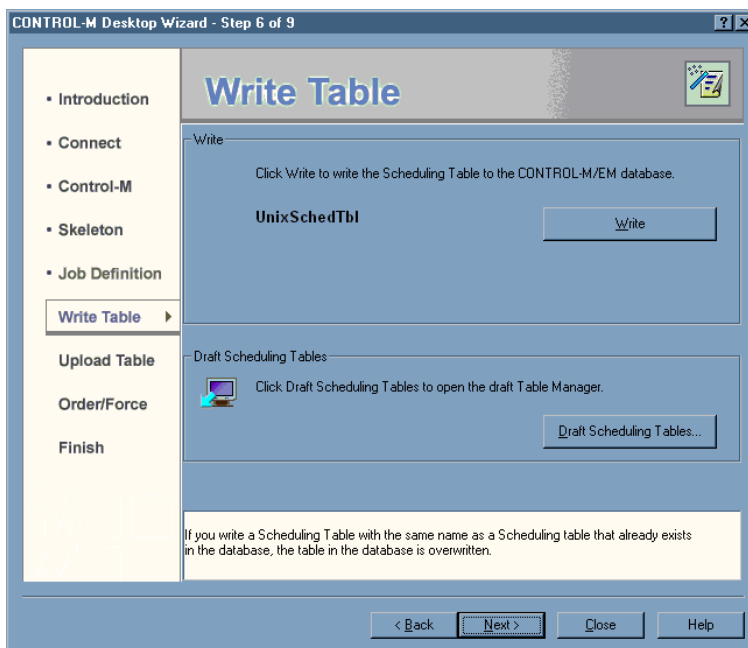 CONTROL-M Desktop Wizard - Step 6 of 9
Write Table
• Introduction
• Connect
• Control-M
• Skeleton
• Job Definition
Write Table
Upload Table
Order/Force
Finish
Write
Click Write to write the Scheduling Table to the CONTROL-M/EM database.
UnixSchedTbl
Write
Draft Scheduling Tables
Click Draft Scheduling Tables to open the draft Table Manager.
Draft Scheduling Tables...
If you write a Scheduling Table with the same name as a Scheduling table that already exists
in the database, the table in the database is overwritten.
< Back
Next >
Close
Help